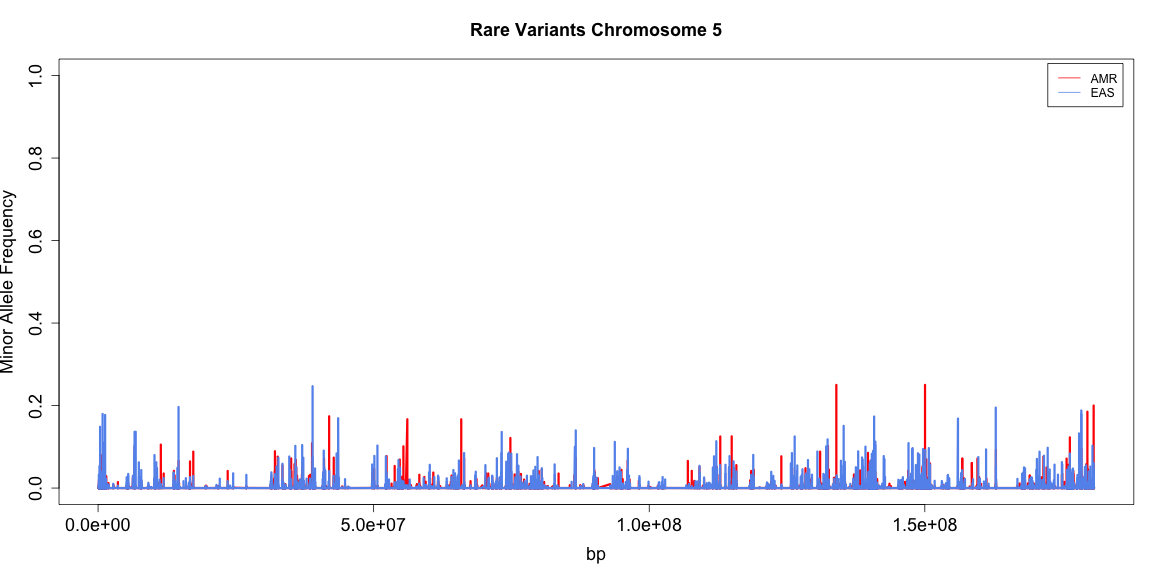 Rare Variants Chromosome 5
AMR
EAS
Minor Allele Frequency
1.0
0.8
0.6
0.4
0.2
0.0
0.0e+00 5.0e+07 1.0e+08 1.5e+08
bp